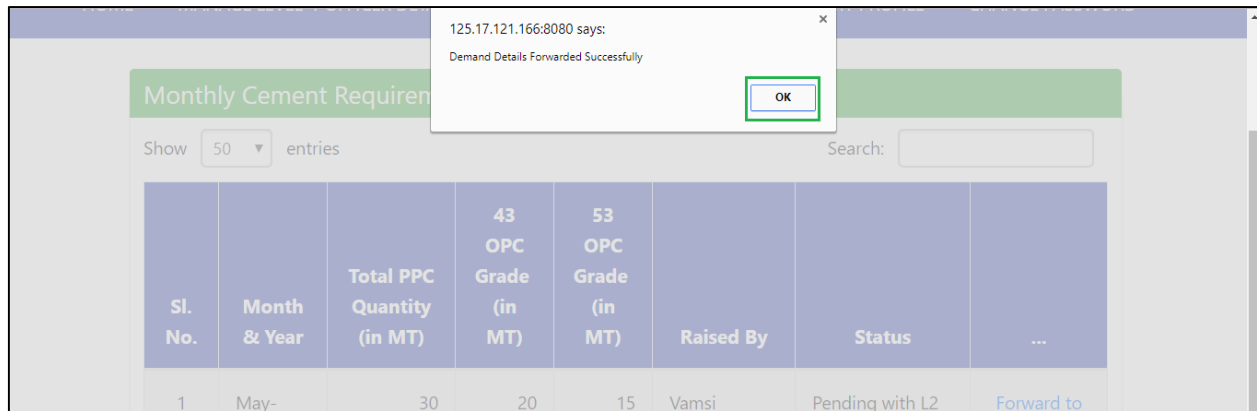 125.17.121.166:8080 says:
Demand Details Forwarded Successfully
OK
Monthly Cement
Show 50 entries
Search:
Sl. No.
Month & Year
Total PPC Quantity (in MT)
43 OPC Grade (in MT)
53 OPC Grade (in MT)
Raised By
Status
...
1 May- 30 20 15 Vamsi Pending with L2 Forward to